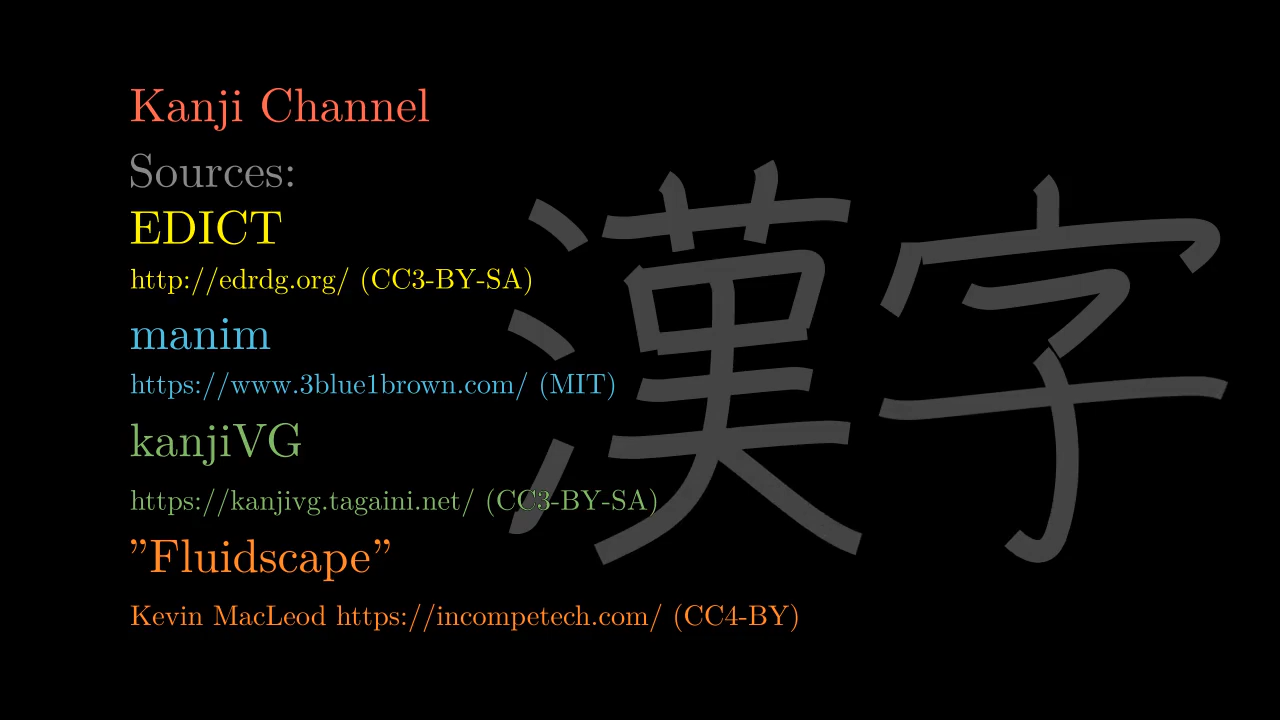 Kanji Channel
Sources:
EDICT
http://edrdg.org/ (CC3-BY-SA)
manim
https://www.3blue1brown.com/ (MIT)
kanjiVG
https://kanjivg.tagaini.net/ (CC3-BY-SA)
”Fluidscape”
Kevin MacLeod https://incompetech.com/ (CC4-BY)
漢字